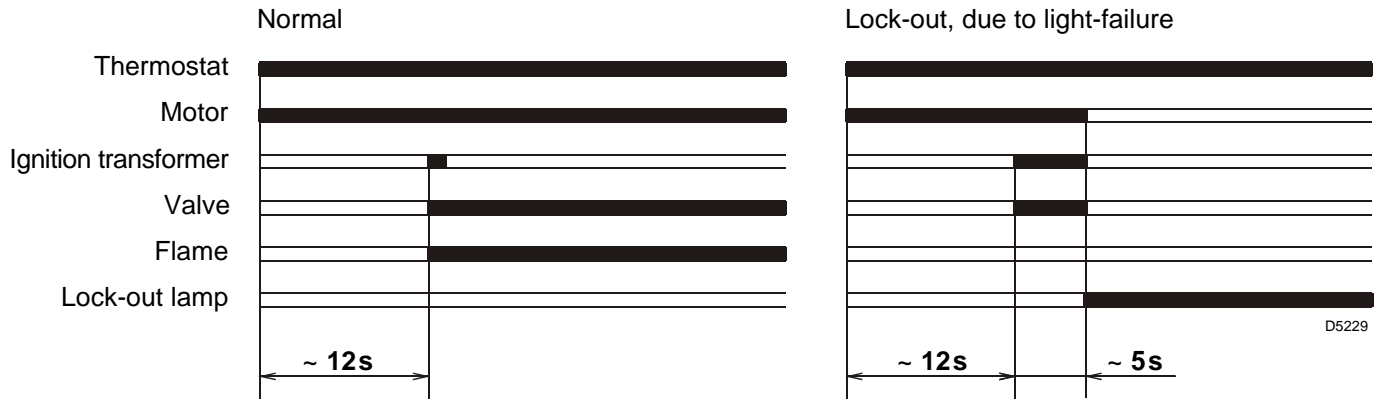 Normal
Lock-out, due to light-failure
Thermostat
Motor
Ignition transformer
Valve
Flame
Lock-out lamp
D5229
~ 12s
~ 12s
~ 5s